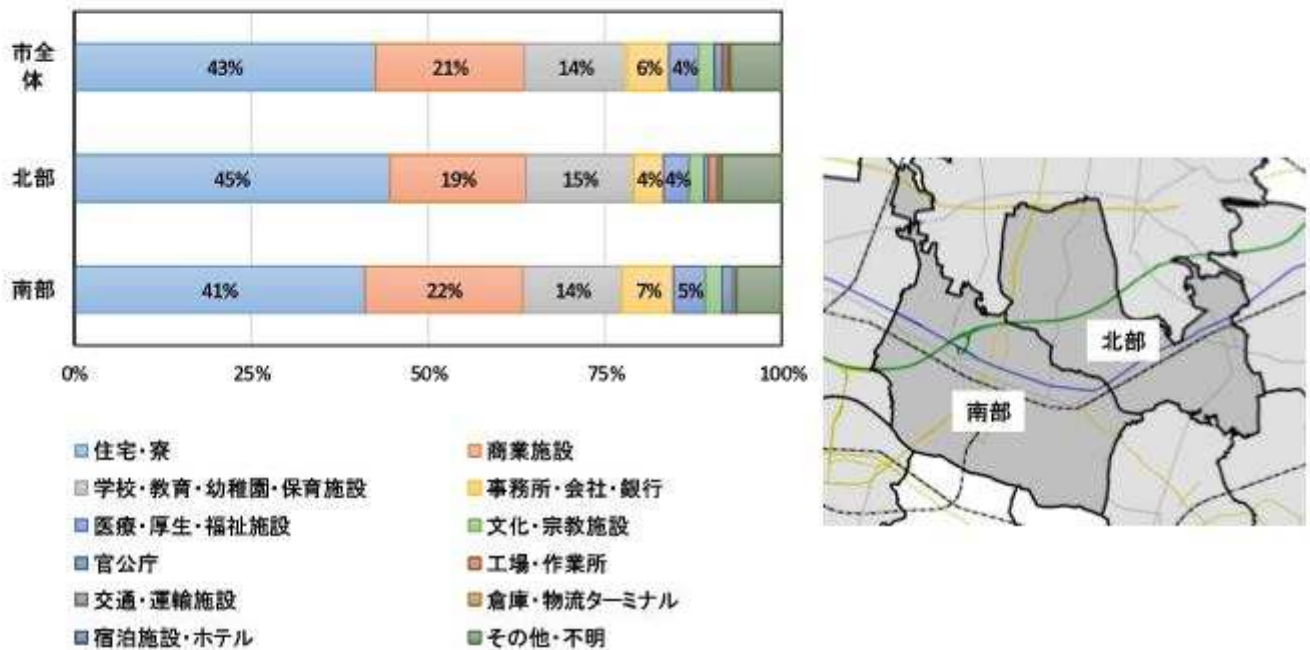 市全
体
43%
21%
14%
6%
4%
北部
45%
19%
15%
4%
4%
南部
41%
22%
14%
7%
5%
0%
25%
50%
75%
100%
住宅・寮
商業施設
学校・教育・幼稚園・保育施設
事務所・会社・銀行
医療・厚生・福祉施設
文化・宗教施設
官公庁
工場・作業所
交通・運輸施設
倉庫・物流ターミナル
宿泊施設・ホテル
その他・不明
北部
南部